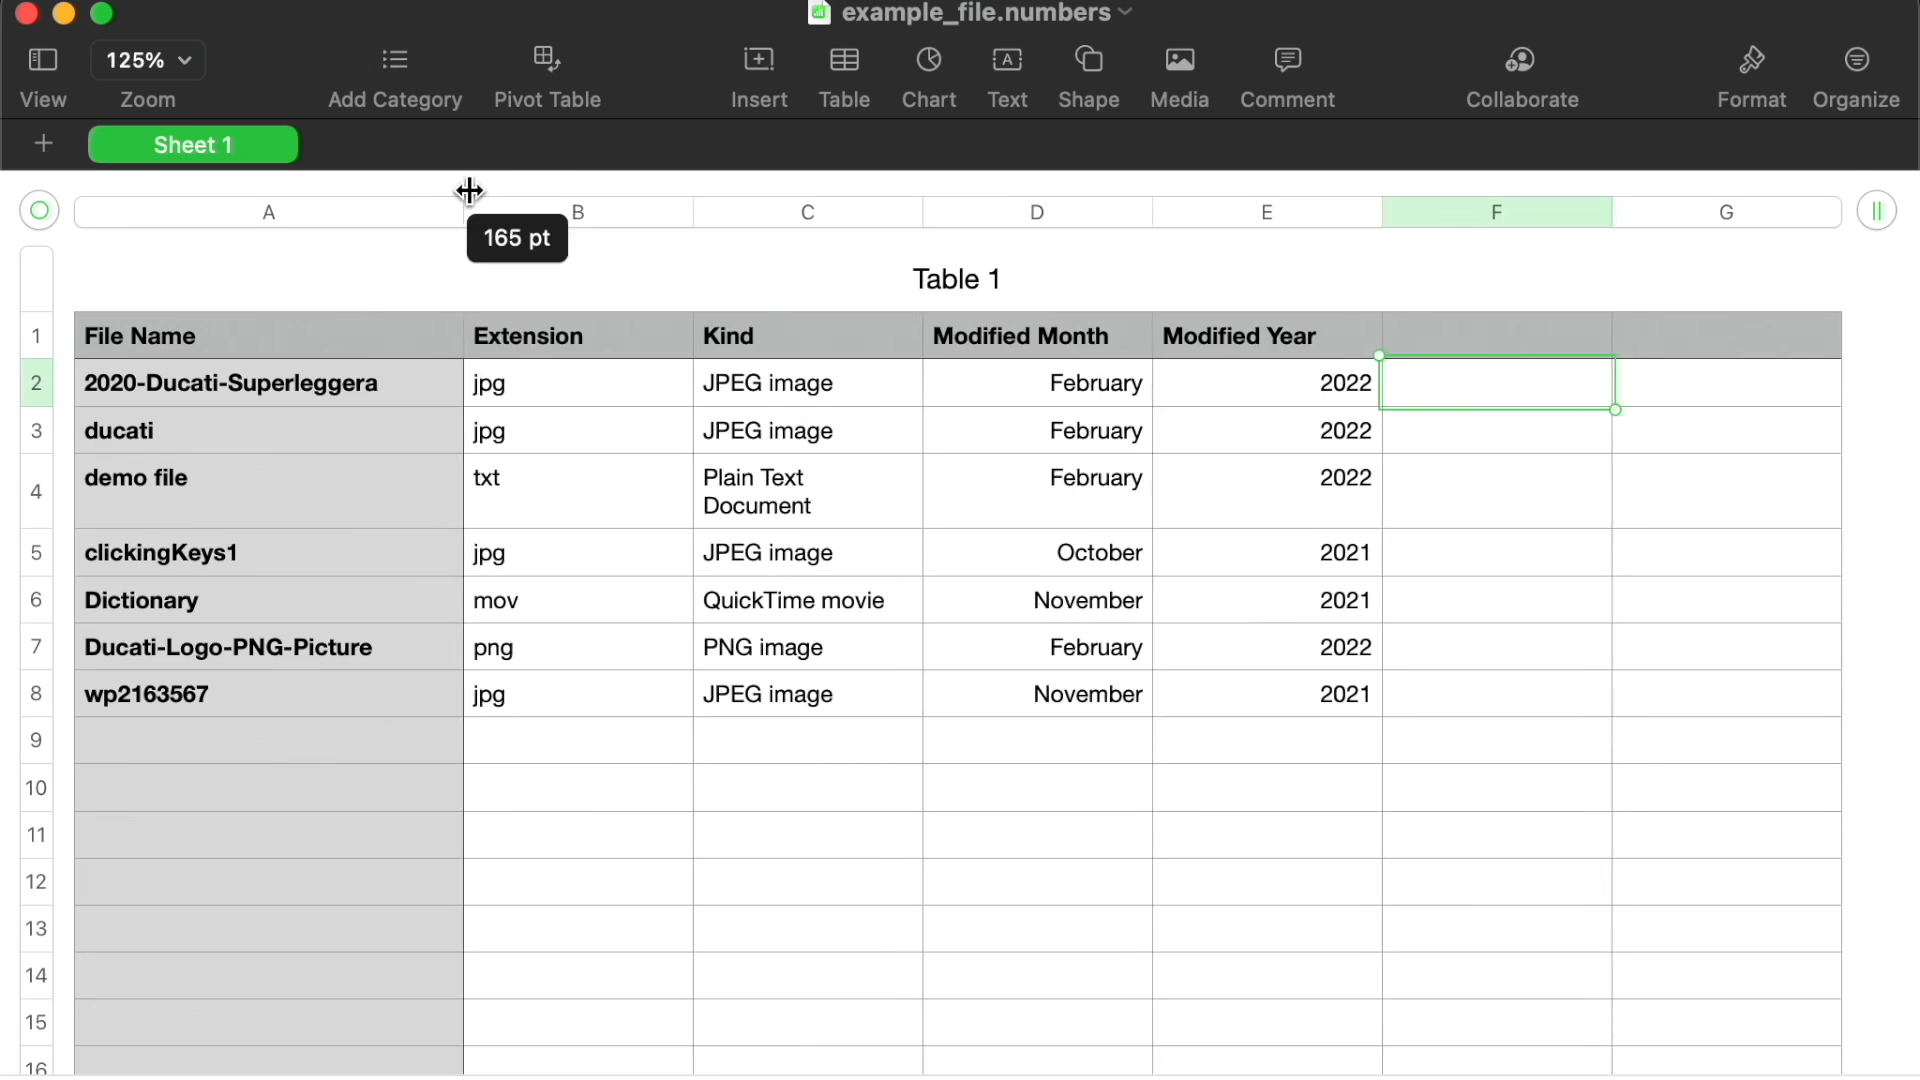 example_file.numbers
125%
View Zoom Add Category Pivot Table Insert Table Chart Text Shape Media Comment Collaborate Format Organize
Sheet 1
A B C D E F G
165 pt
Table 1
1 File Name Extension Kind Modified Month Modified Year
2 2020-Ducati-Superleggera jpg JPEG image February 2022
3 ducati jpg JPEG image February 2022
4 demo file txt Plain Text February 2022
Document
5 clickingKeys1 jpg JPEG image October 2021
6 Dictionary mov QuickTime movie November 2021
7 Ducati-Logo-PNG-Picture png PNG image February 2022
8 wp2163567 jpg JPEG image November 2021
9
10
11
12
13
14
15
16